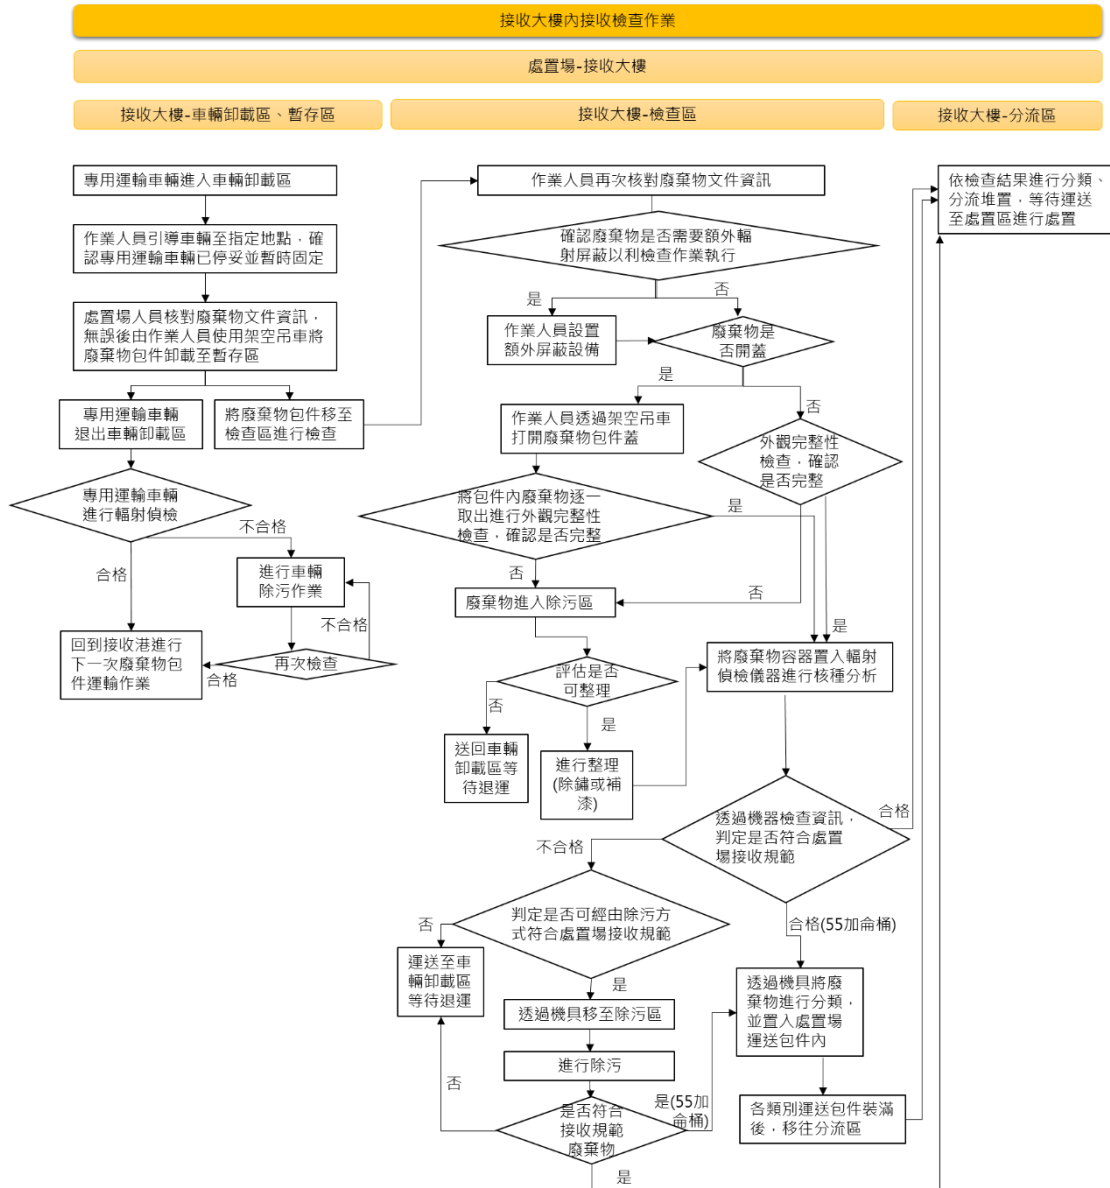 接收大樓內接收檢查作業
處置場-接收大樓
接收大樓-車輛卸載區、暫存區
接收大樓-檢查區
接收大樓-分流區
專用運輸車輛進入車輛卸載區
作業人員引導車輛至指定地點，確
認專用運輸車輛已停妥並暫時固定
處置場人員核對廢棄物文件資訊，
無誤後由作業人員使用架空吊車將
廢棄物包件卸載至暫存區
專用運輸車輛
退出車輛卸載區
將廢棄物包件移至
檢查區進行檢查
專用運輸車輛
進行輻射偵檢
不合格
合格
進行車輛
除污作業
不合格
再次檢查
合格
回到接收港進行
下一次廢棄物包
件運輸作業
作業人員再次核對廢棄物文件資訊
確認廢棄物是否需要額外輻
射屏蔽以利檢查作業執行
是
否
作業人員設置
額外屏蔽設備
廢棄物是
否開蓋
是
否
作業人員透過架空吊車
打開廢棄物包件蓋
外觀完整性
檢查，確認
是否完整
將包件內廢棄物逐一
取出進行外觀完整性
檢查，確認是否完整
是
否
否
是
廢棄物進入除污區
評估是否
可整理
否
是
送回車輛
卸載區等
待退運
進行整理
(除鏽或補
漆)
將廢棄物容器置入輻射
偵檢儀器進行核種分析
透過機器檢查資訊，
判定是否符合處置
場接收規範
合格
不合格
合格(55加侖桶)
判定是否可經由除污方
式符合處置場接收規範
否
是
運送至車
輛卸載區
等待退運
透過機具移至除污區
進行除污
是否符合
接收規範
廢棄物
否
是(55加
侖桶)
是
透過機具將廢
棄物進行分類，
並置入處置場
運送包件內
各類別運送包件裝滿
後，移往分流區
依檢查結果進行分類、
分流堆置，等待運送
至處置區進行處置